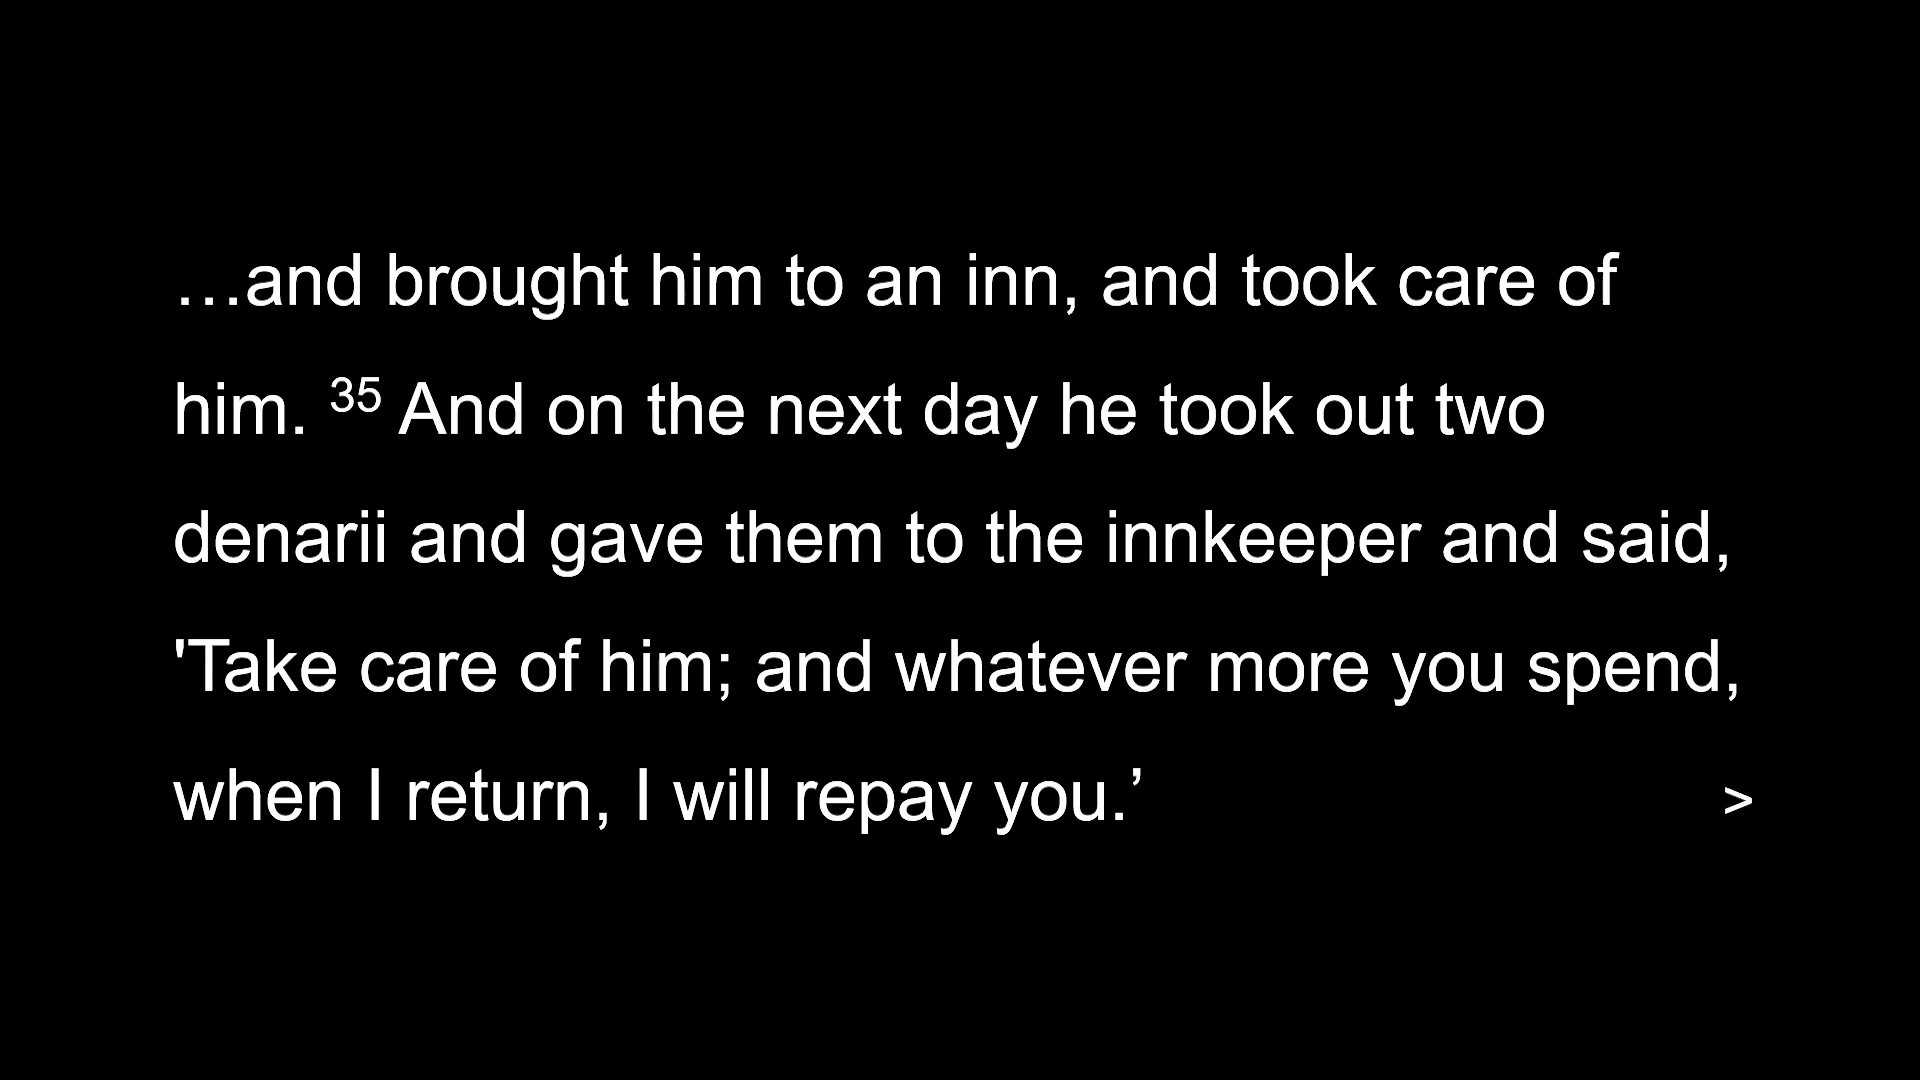 …and brought him to an inn, and took care of
him. ³⁵ And on the next day he took out two
denarii and gave them to the innkeeper and said,
'Take care of him; and whatever more you spend,
when I return, I will repay you.’ >